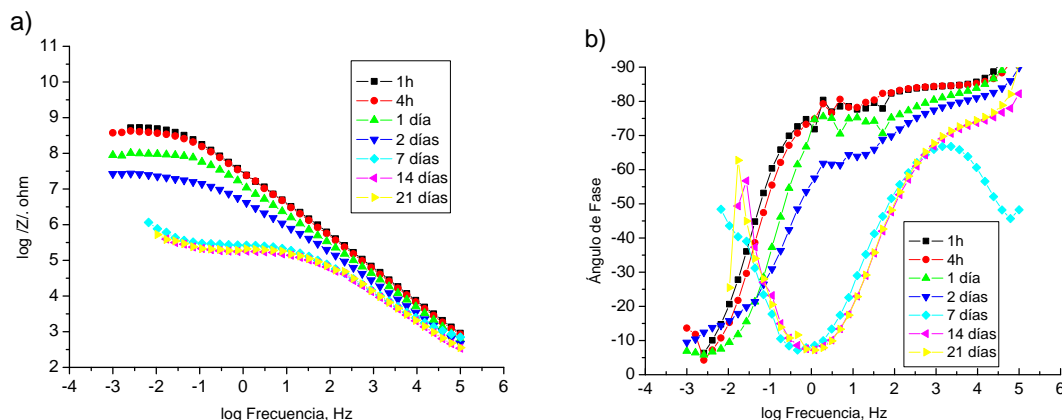 a)
11
10
9
8
7
6
5
4
3
2
log /Z/. ohm
-4
-3
-2
-1
0
1
2
3
4
5
6
log Frecuencia, Hz
1h
4h
1 día
2 días
7 días
14 días
21 días
b)
-90
-80
-70
-60
-50
-40
-30
-20
-10
0
Ángulo de Fase
-4
-3
-2
-1
0
1
2
3
4
5
6
log Frecuencia, Hz
1h
4h
1 día
2 días
7 días
14 días
21 días